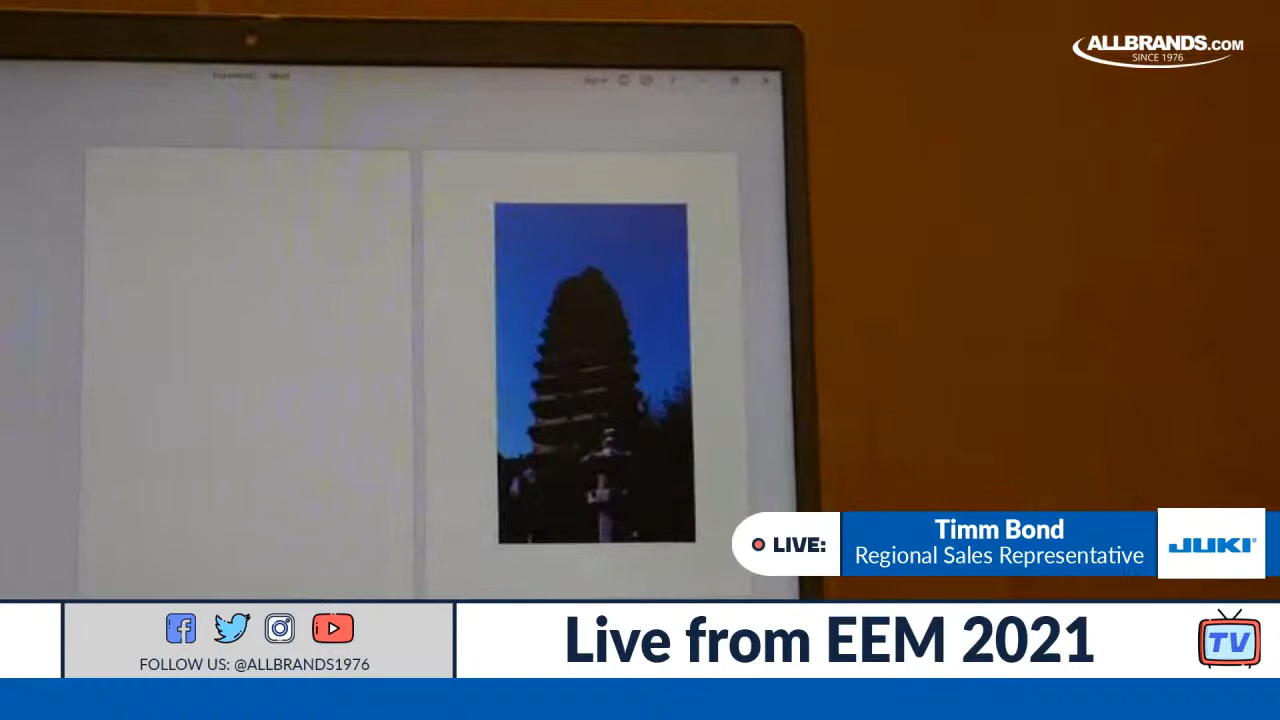 ALLBRANDS.COM
SINCE 1976
LIVE:
Timm Bond
Regional Sales Representative
JUKI
FOLLOW US: @ALLBRANDS1976
Live from EEM 2021
TV